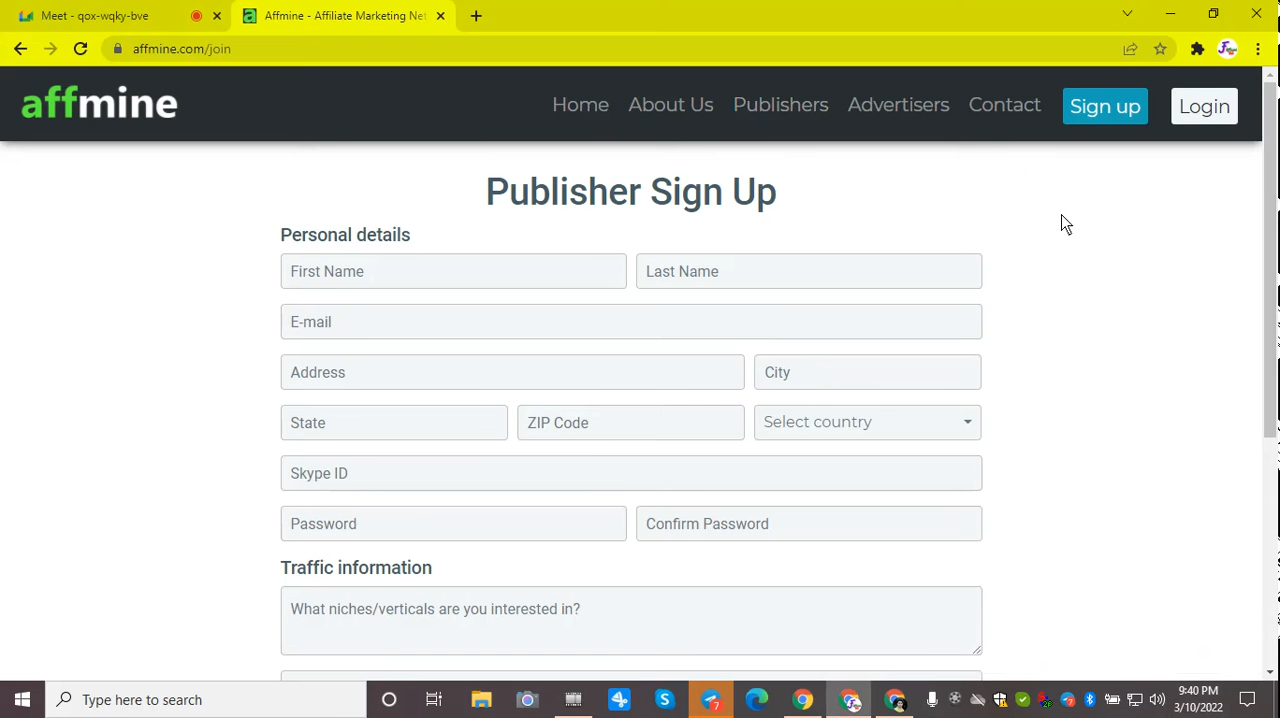 Meet - qox-wqky-bve
Affmine - Affiliate Marketing Net
affmine.com/join
affmine
Home
About Us
Publishers
Advertisers
Contact
Sign up
Login
Publisher Sign Up
Personal details
First Name
Last Name
E-mail
Address
City
State
ZIP Code
Select country
Skype ID
Password
Confirm Password
Traffic information
What niches/verticals are you interested in?
Type here to search
7
9:40 PM
3/10/2022